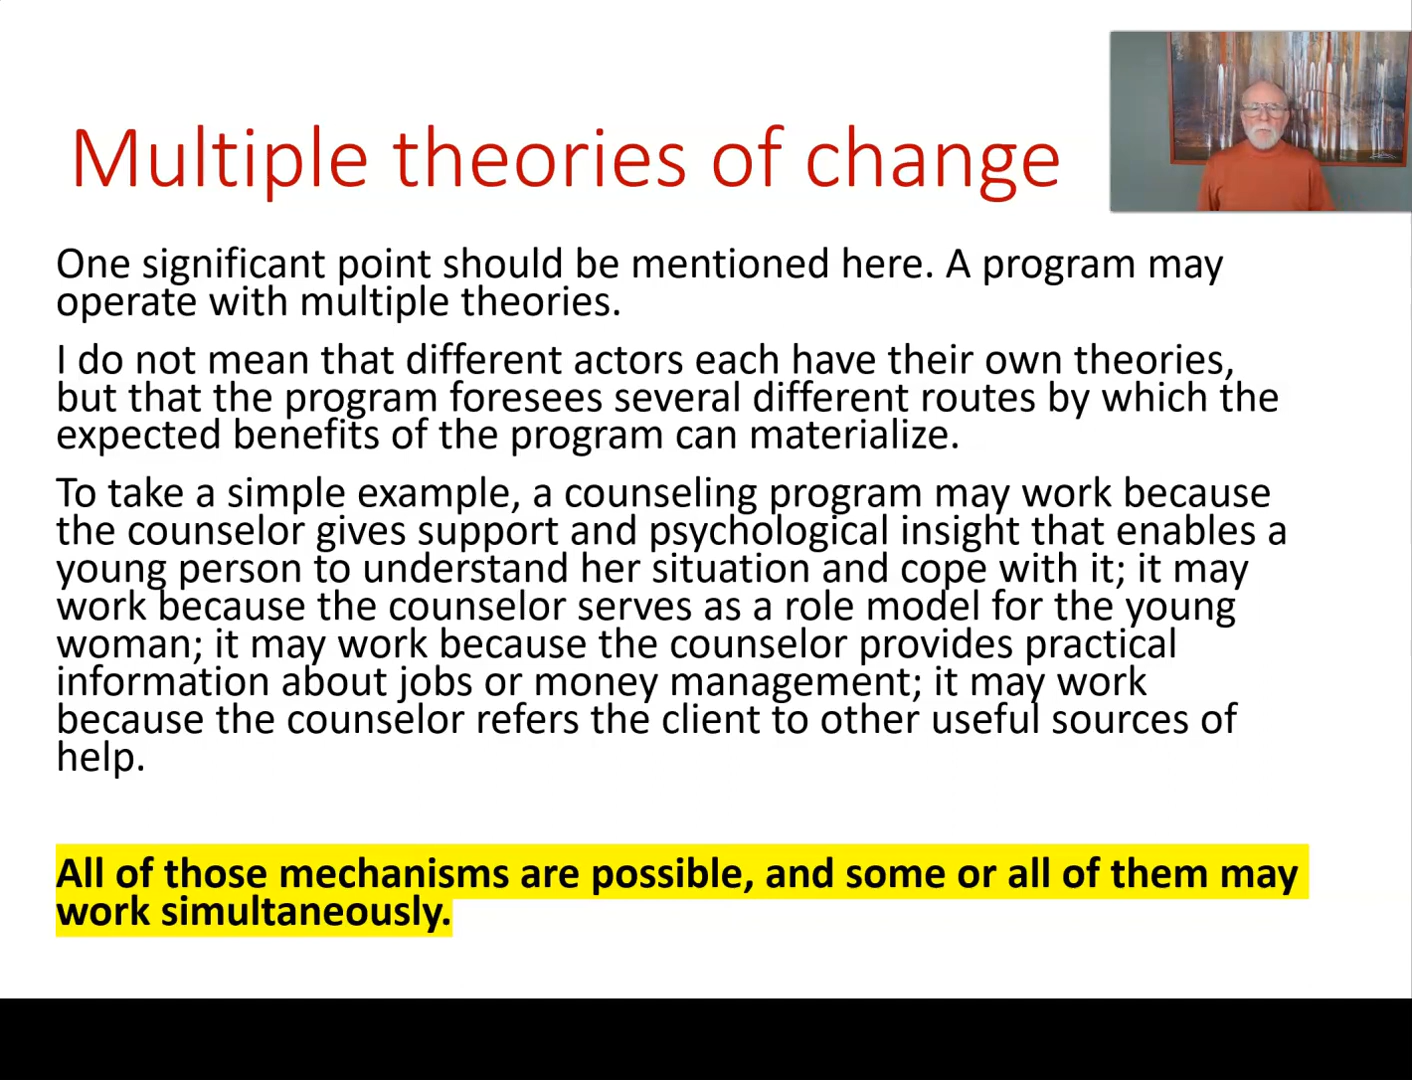 Multiple theories of change
One significant point should be mentioned here. A program may
operate with multiple theories.
I do not mean that different actors each have their own theories,
but that the program foresees several different routes by which the
expected benefits of the program can materialize.
To take a simple example, a counseling program may work because
the counselor gives support and psychological insight that enables a
young person to understand her situation and cope with it; it may
work because the counselor serves as a role model for the young
woman; it may work because the counselor provides practical
information about jobs or money management; it may work
because the counselor refers the client to other useful sources of
help.
All of those mechanisms are possible, and some or all of them may
work simultaneously.